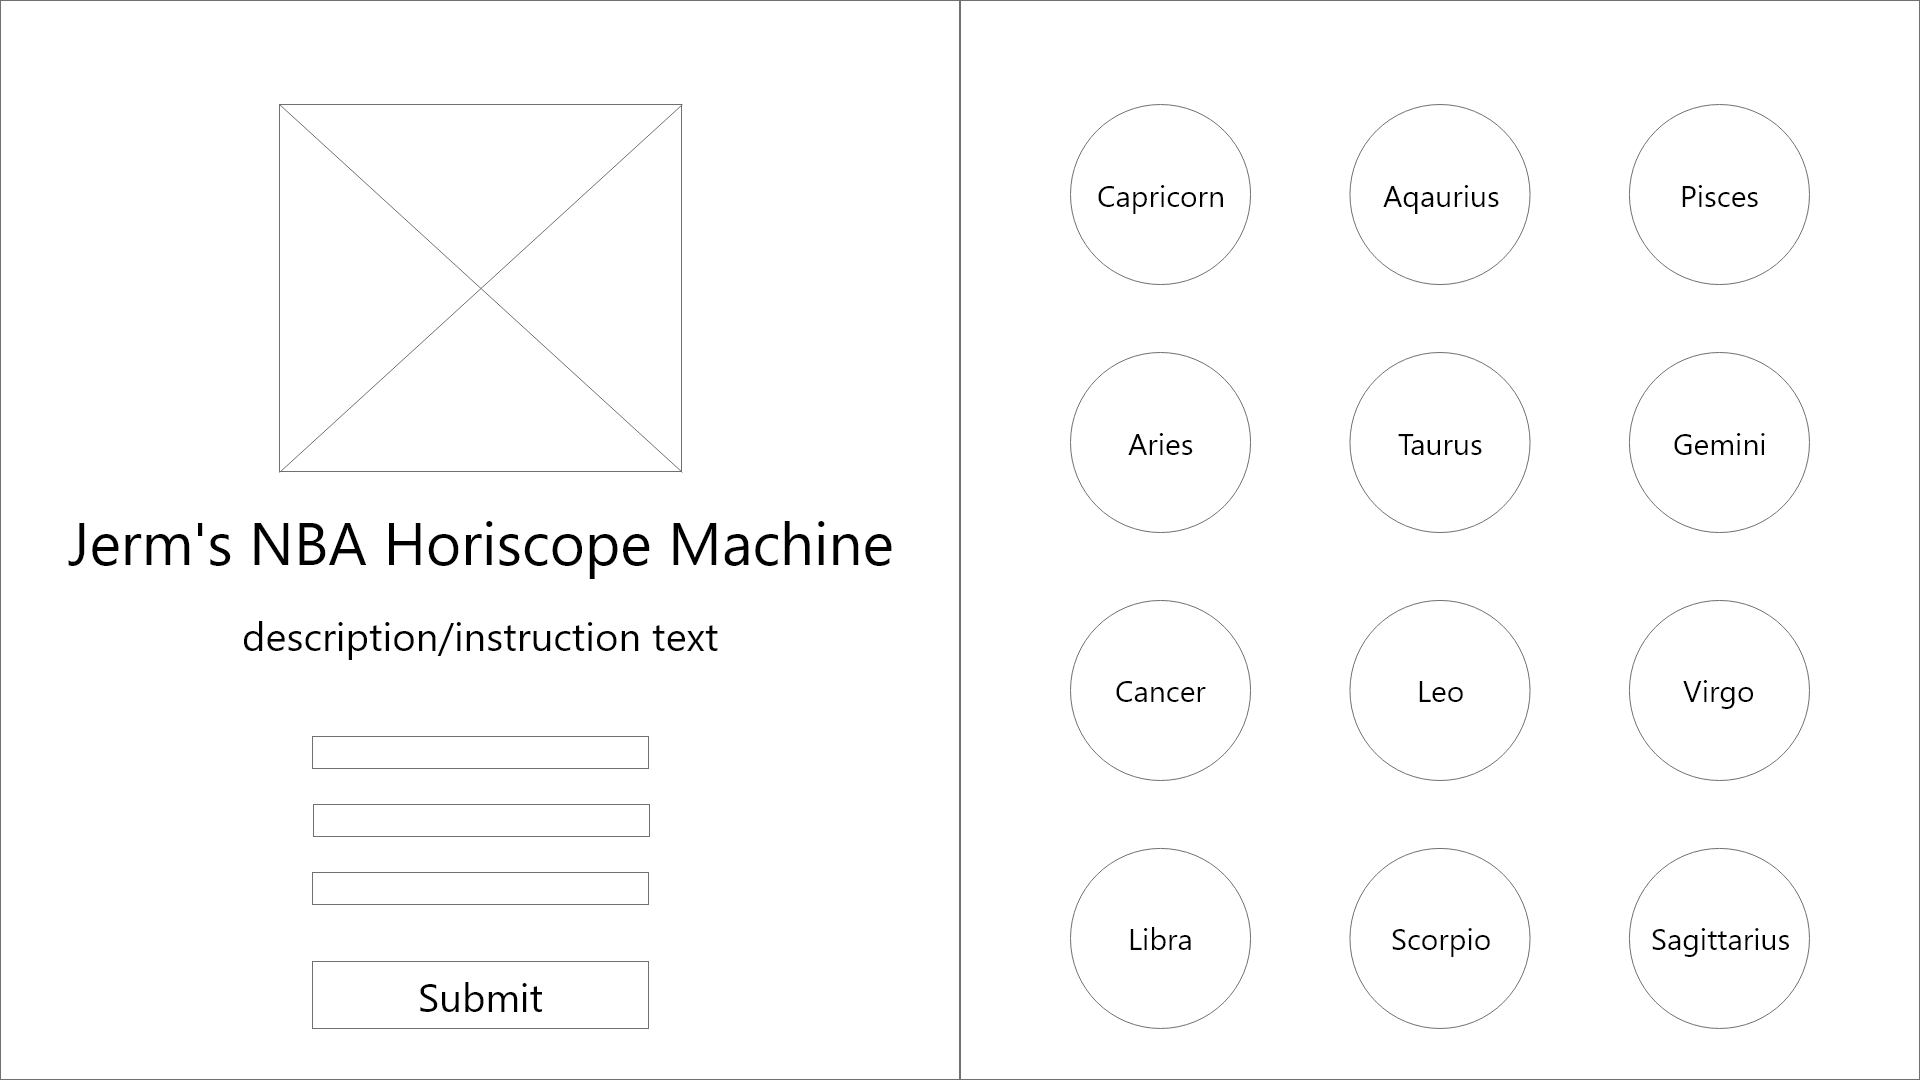 Jerm's NBA Horiscope Machine
description/instruction text
Submit
Capricorn
Aqaurius
Pisces
Aries
Taurus
Gemini
Cancer
Leo
Virgo
Libra
Scorpio
Sagittarius